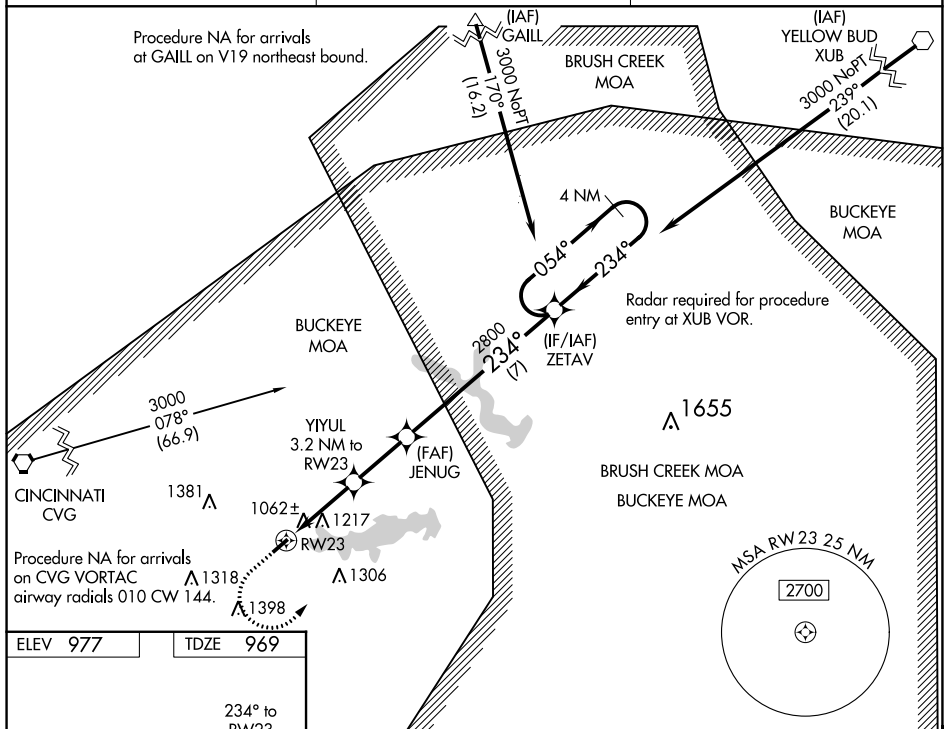 (IAF)
GAILL
(IAF)
YELLOW BUD
XUB
Procedure NA for arrivals
at GAILL on V19 northeast bound.
3000 NoPT
170°
(16.2)
BRUSH CREEK
MOA
3000 NoPT
239°
(20.1)
4 NM
054°
234°
BUCKEYE
MOA
Radar required for procedure
entry at XUB VOR.
BUCKEYE
MOA
2800
234°
(7)
(IF/IAF)
ZETAV
3000
078°
(66.9)
YIYUL
3.2 NM to
RW23
(FAF)
JENUG
1655
BRUSH CREEK MOA
BUCKEYE MOA
CINCINNATI
CVG
1381
1062±
1217
RW23
Procedure NA for arrivals
on CVG VORTAC
airway radials 010 CW 144.
1318
1306
1398
MSA RW23 25 NM
2700
ELEV 977
TDZE 969
234° to
RW23